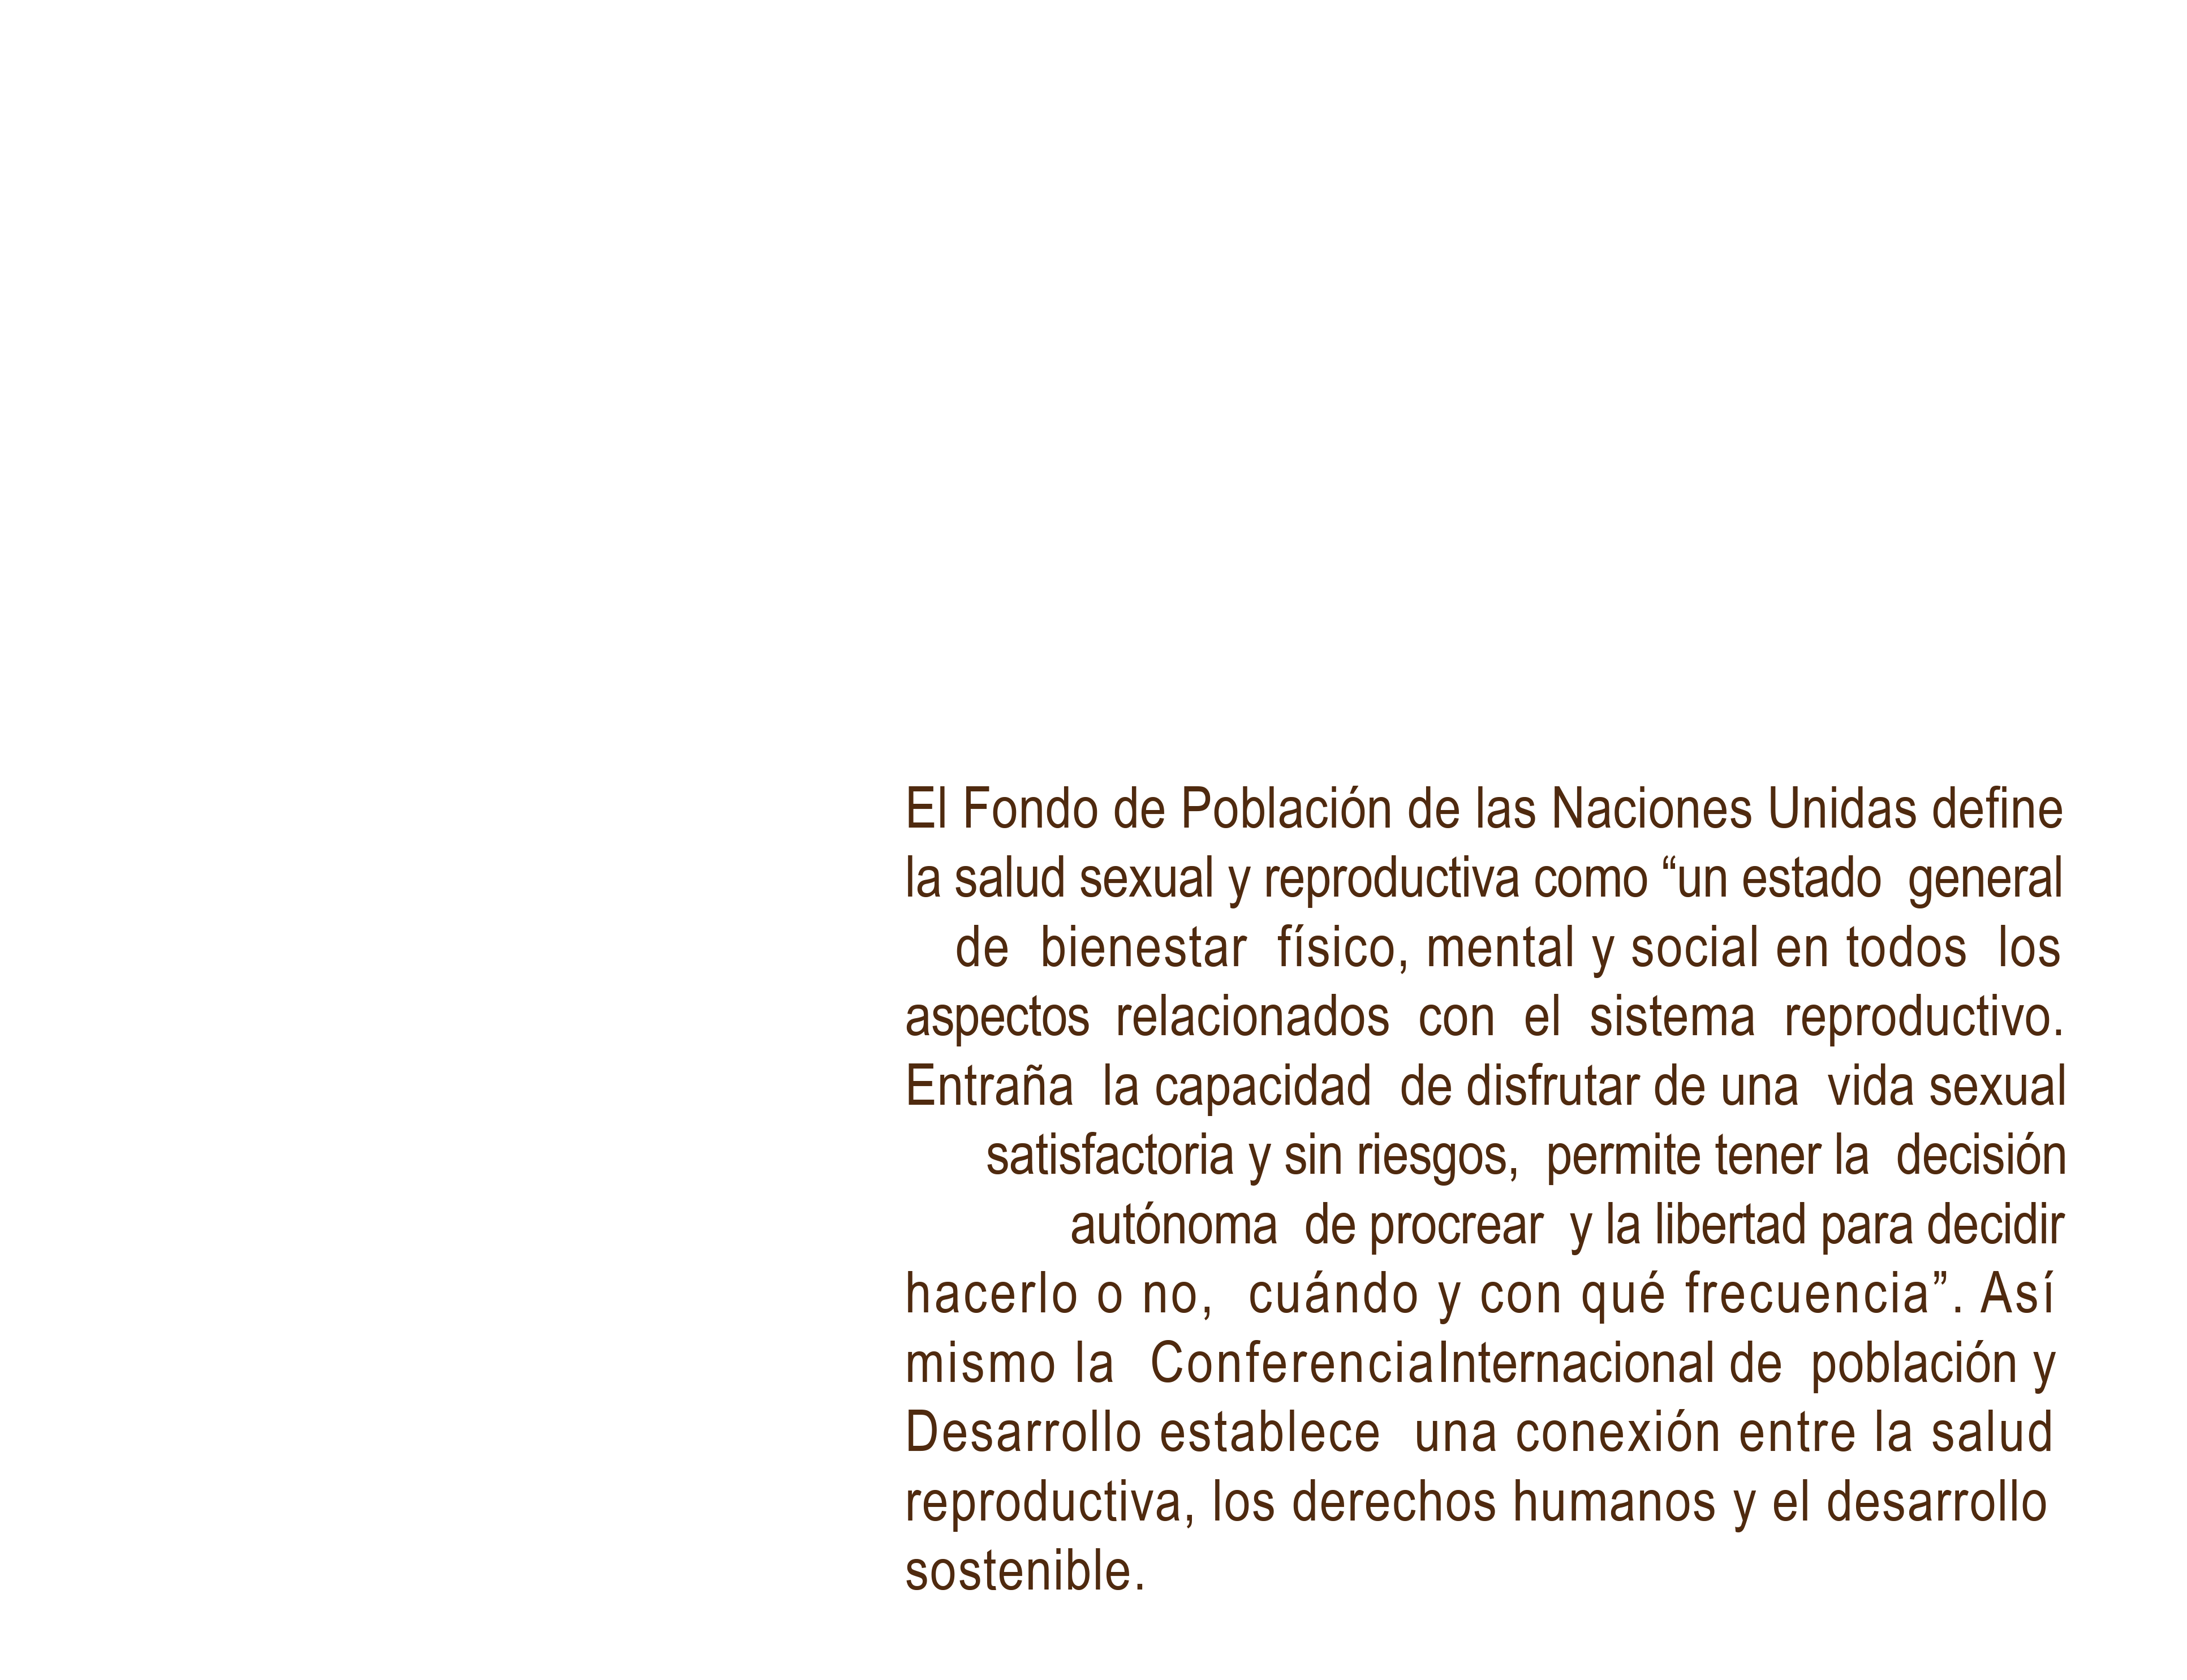 El Fondo de Población de las Naciones Unidas define
la salud sexual y reproductiva como “un estado general
de bienestar físico, mental y social en todos los
aspectos relacionados con el sistema reproductivo.
Entraña la capacidad de disfrutar de una vida sexual
satisfactoria y sin riesgos, permite tener la decisión
autónoma de procrear y la libertad para decidir
hacerlo o no, cuándo y con qué frecuencia”. Así
mismo la ConferenciaInternacional de población y
Desarrollo establece una conexión entre la salud
reproductiva, los derechos humanos y el desarrollo
sostenible.